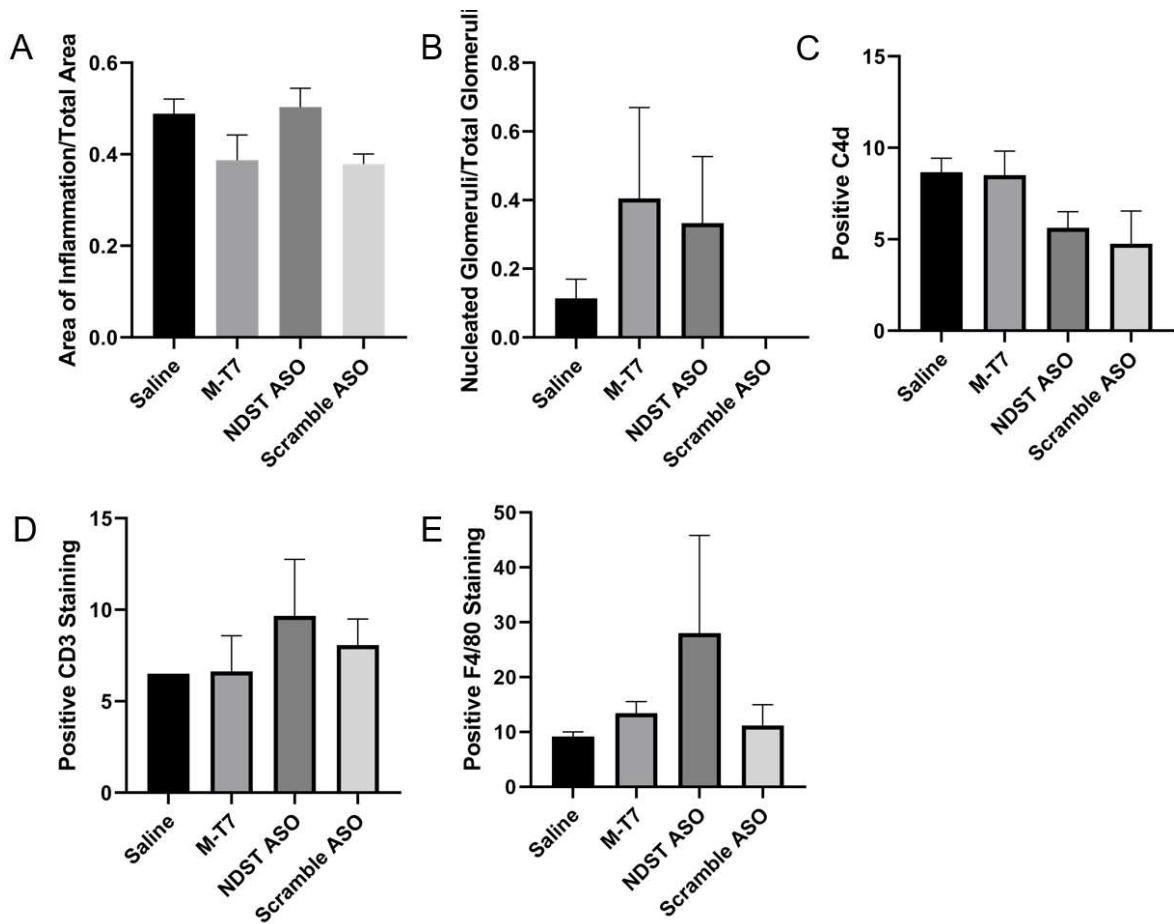 A
Area of Inflammation/Total Area
0.6
0.4
0.2
0.0
Saline
M-T7
NDST ASO
Scramble ASO
B
Nucleated Glomeruli/Total Glomeruli
0.8
0.6
0.4
0.2
0.0
Saline
M-T7
NDST ASO
Scramble ASO
C
Positive C4d
15
10
5
0
Saline
M-T7
NDST ASO
Scramble ASO
D
Positive CD3 Staining
15
10
5
0
Saline
M-T7
NDST ASO
Scramble ASO
E
Positive F4/80 Staining
50
40
30
20
10
0
Saline
M-T7
NDST ASO
Scramble ASO